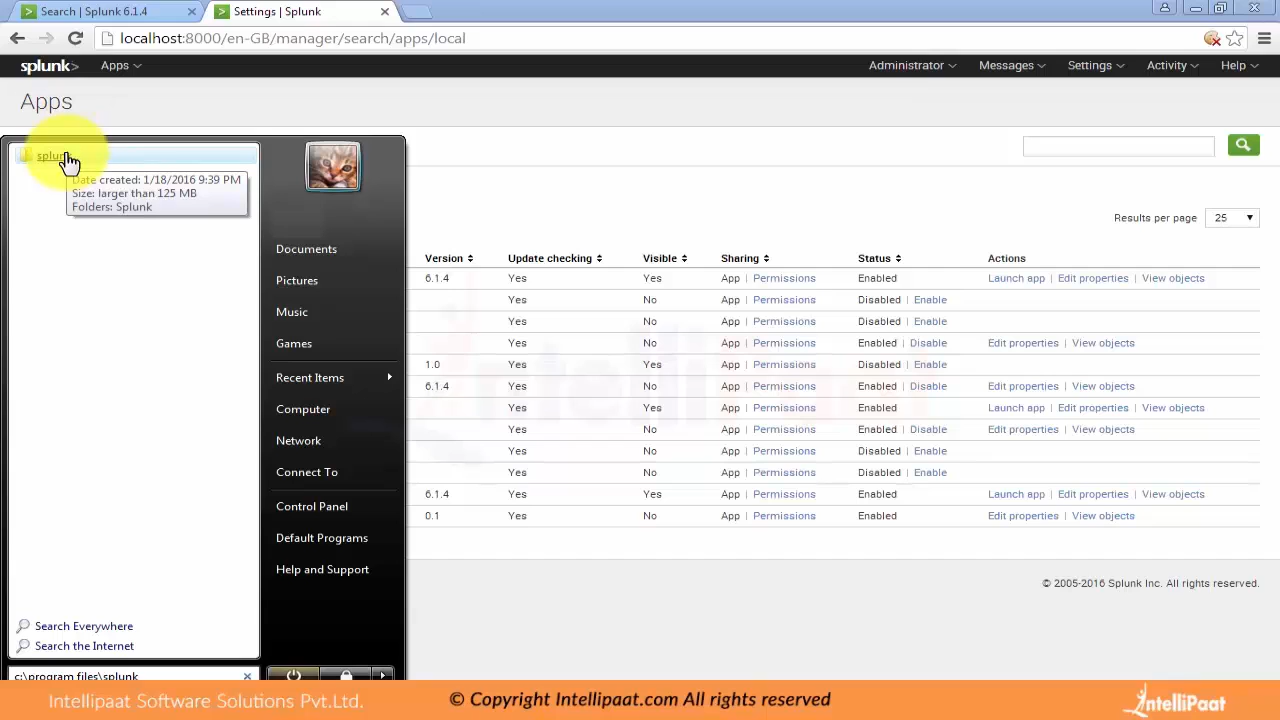 Search | Splunk 6.1.4
Settings | Splunk
localhost:8000/en-GB/manager/search/apps/local
splunk> Apps Administrator Messages Settings Activity Help
Apps
splunk
Date created: 1/18/2016 9:39 PM
Size: larger than 125 MB
Folders: Splunk
Documents
Pictures
Music
Games
Recent Items
Computer
Network
Connect To
Control Panel
Default Programs
Help and Support
Search Everywhere
Search the Internet
c:\program files\splunk
Results per page 25
Version Update checking Visible Sharing Status Actions
6.1.4 Yes Yes App | Permissions Enabled Launch app | Edit properties | View objects
Yes No App | Permissions Disabled | Enable
Yes No App | Permissions Disabled | Enable
Yes No App | Permissions Enabled | Disable Edit properties | View objects
1.0 Yes Yes App | Permissions Disabled | Enable
6.1.4 Yes No App | Permissions Enabled | Disable Edit properties | View objects
Yes Yes App | Permissions Enabled Launch app | Edit properties | View objects
Yes No App | Permissions Enabled | Disable Edit properties | View objects
Yes No App | Permissions Disabled | Enable
Yes No App | Permissions Disabled | Enable
6.1.4 Yes Yes App | Permissions Enabled Launch app | Edit properties | View objects
0.1 Yes No App | Permissions Enabled Edit properties | View objects
© 2005-2016 Splunk Inc. All rights reserved.
Intellipaat Software Solutions Pvt.Ltd.
© Copyright Intellipaat.com All rights reserved
IntelliPaat